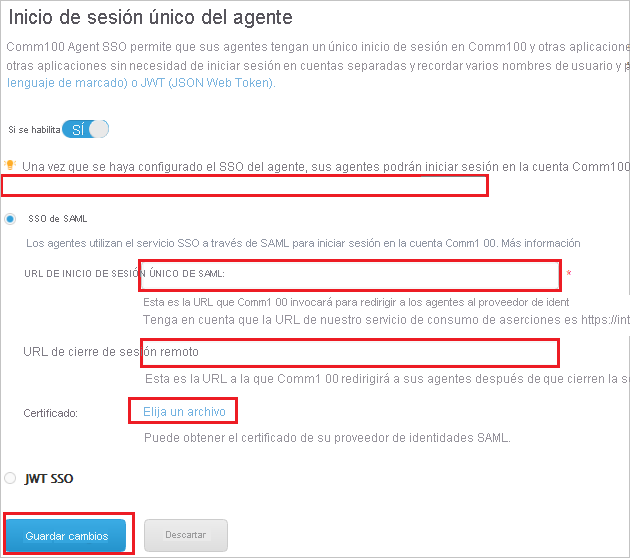 Inicio de sesión único del agente
Comm100 Agent SSO permite que sus agentes tengan un único inicio de sesión en Comm100 y otras aplicacione
otras aplicaciones sin necesidad de iniciar sesión en cuentas separadas y recordar varios nombres de usuario y
lenguaje de marcado) o JWT (JSON Web Token).
Si se habilita SÍ
Una vez que se haya configurado el SSO del agente, sus agentes podrán iniciar sesión en la cuenta Comm100
SSO de SAML
Los agentes utilizan el servicio SSO a través de SAML para iniciar sesión en la cuenta Comm1 00. Más información
URL DE INICIO DE SESIÓN ÚNICO DE SAML: *
Esta es la URL que Comm1 00 invocará para redirigir a los agentes al proveedor de ident
Tenga en cuenta que la URL de nuestro servicio de consumo de aserciones es https://int
URL de cierre de sesión remoto
Esta es la URL a la que Comm1 00 redirigirá a sus agentes después de que cierren la s
Certificado: Elija un archivo
Puede obtener el certificado de su proveedor de identidades SAML.
JWT SSO
Guardar cambios Descartar